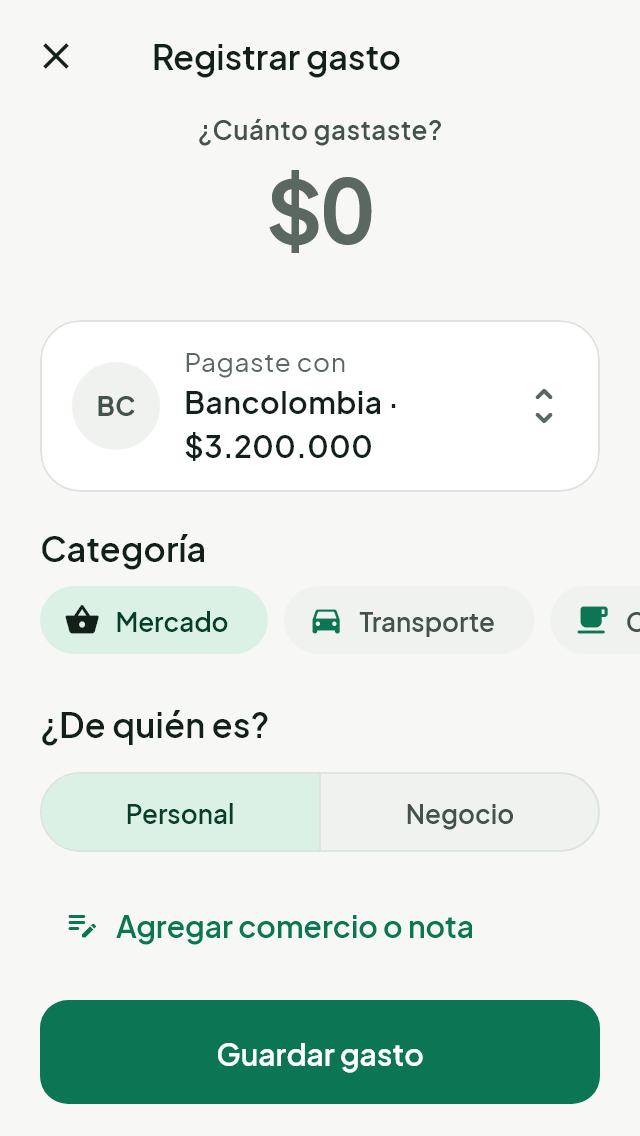 Registrar gasto
¿Cuánto gastaste?
$0
Pagaste con
BC
Bancolombia ·
$3.200.000
Categoría
Mercado
Transporte
¿De quién es?
Personal
Negocio
Agregar comercio o nota
Guardar gasto